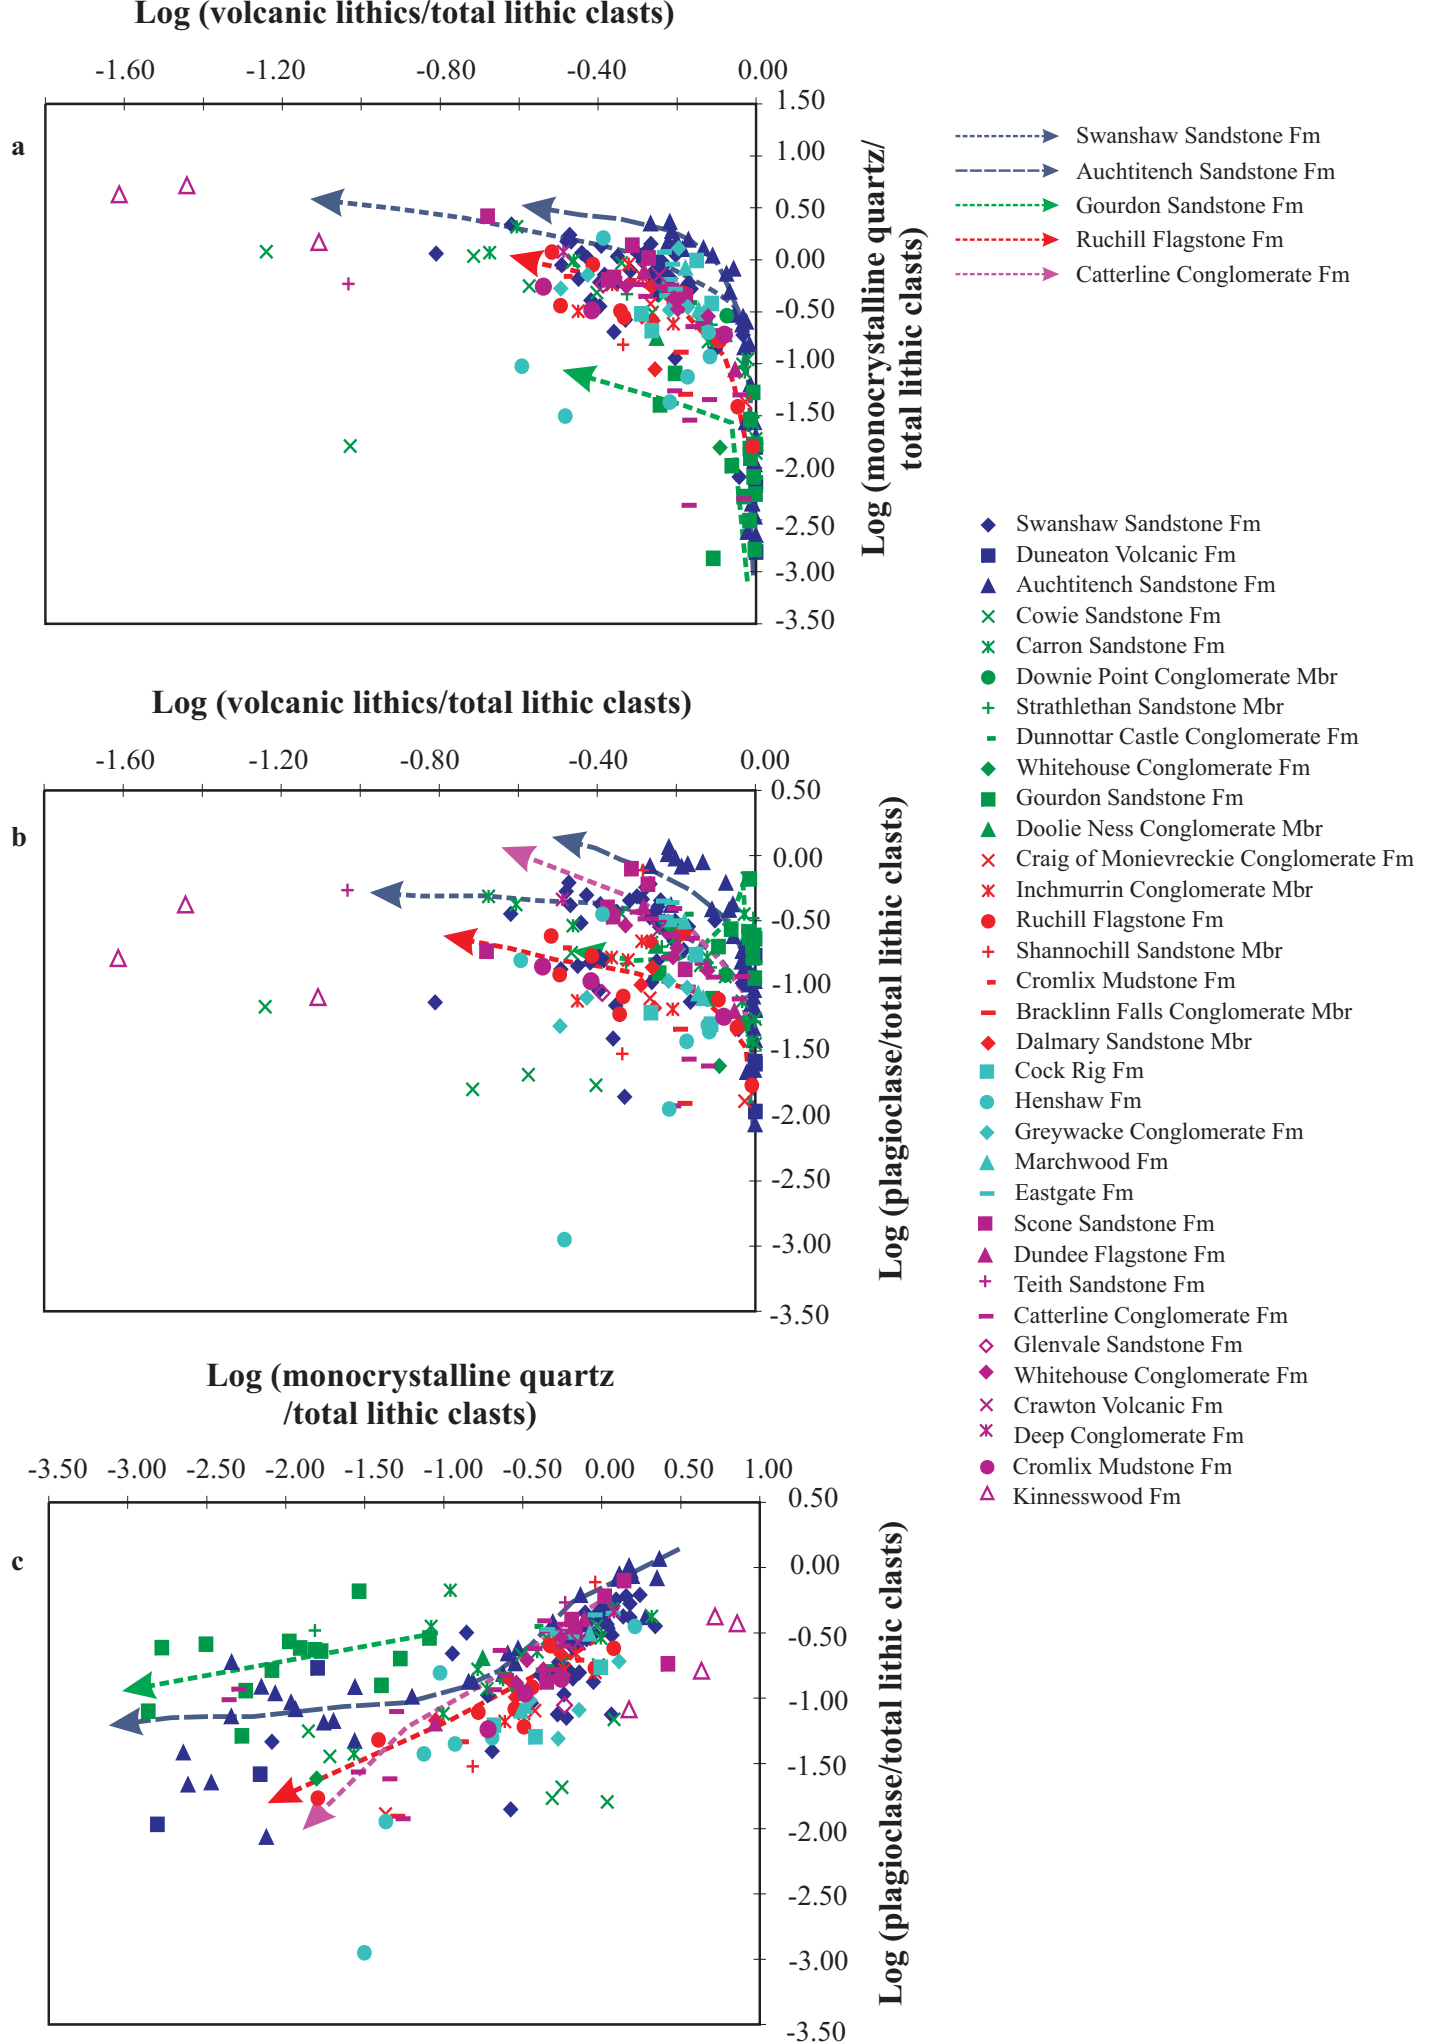 Log (volcanic lithics/total lithic clasts)
-1.60 -1.20 -0.80 -0.40 0.00
a
1.50
1.00
0.50
0.00
-0.50
-1.00
-1.50
-2.00
-2.50
-3.00
-3.50
Log (monocrystalline quartz/
total lithic clasts)
Swanshaw Sandstone Fm
Auchtitench Sandstone Fm
Gourdon Sandstone Fm
Ruchill Flagstone Fm
Catterline Conglomerate Fm
Log (volcanic lithics/total lithic clasts)
-1.60 -1.20 -0.80 -0.40 0.00
b
0.50
0.00
-0.50
-1.00
-1.50
-2.00
-2.50
-3.00
-3.50
Log (plagioclase/total lithic clasts)
Log (monocrystalline quartz
/total lithic clasts)
-3.50 -3.00 -2.50 -2.00 -1.50 -1.00 -0.50 0.00 0.50 1.00
c
0.50
0.00
-0.50
-1.00
-1.50
-2.00
-2.50
-3.00
-3.50
Log (plagioclase/total lithic clasts)
Swanshaw Sandstone Fm
Duneaton Volcanic Fm
Auchtitench Sandstone Fm
Cowie Sandstone Fm
Carron Sandstone Fm
Downie Point Conglomerate Mbr
Strathlethan Sandstone Mbr
Dunnottar Castle Conglomerate Fm
Whitehouse Conglomerate Fm
Gourdon Sandstone Fm
Doolie Ness Conglomerate Mbr
Craig of Monievreckie Conglomerate Fm
Inchmurrin Conglomerate Mbr
Ruchill Flagstone Fm
Shannochill Sandstone Mbr
Cromlix Mudstone Fm
Bracklinn Falls Conglomerate Mbr
Dalmary Sandstone Mbr
Cock Rig Fm
Henshaw Fm
Greywacke Conglomerate Fm
Marchwood Fm
Eastgate Fm
Scone Sandstone Fm
Dundee Flagstone Fm
Teith Sandstone Fm
Catterline Conglomerate Fm
Glenvale Sandstone Fm
Whitehouse Conglomerate Fm
Crawton Volcanic Fm
Deep Conglomerate Fm
Cromlix Mudstone Fm
Kinnesswood Fm